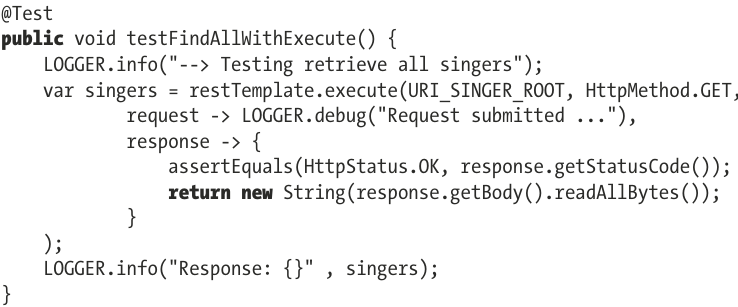 @Test
public void testFindAllWithExecute() {
    LOGGER.info("--> Testing retrieve all singers");
    var singers = restTemplate.execute(URI_SINGER_ROOT, HttpMethod.GET,
            request -> LOGGER.debug("Request submitted ..."),
            response -> {
                assertEquals(HttpStatus.OK, response.getStatusCode());
                return new String(response.getBody().readAllBytes());
            }
    );
    LOGGER.info("Response: {}" , singers);
}